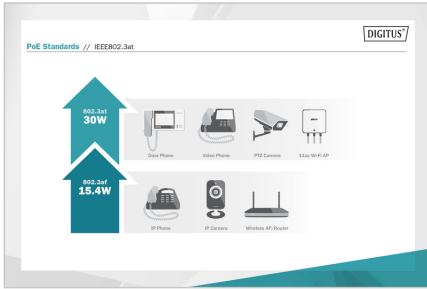 DIGITUS®
PoE Standards // IEEE802.3at
802.3at
30W
Door Phone
Video Phone
PTZ Camera
11ac Wi-Fi AP
802.3af
15.4W
IP Phone
IP Camera
Wireless AP/Router